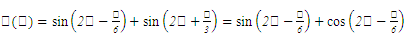 □(□) = sin(2□ − □/6) + sin(2□ + □/3) = sin(2□ − □/6) + cos(2□ − □/6)